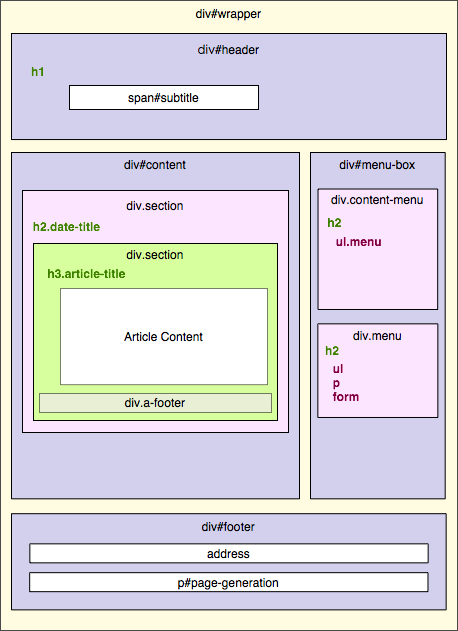 div#wrapper
div#header
h1
span#subtitle
div#content
div.section
h2.date-title
div.section
h3.article-title
Article Content
div.a-footer
div#menu-box
div.content-menu
h2
ul.menu
div.menu
h2
ul
p
form
div#footer
address
p#page-generation